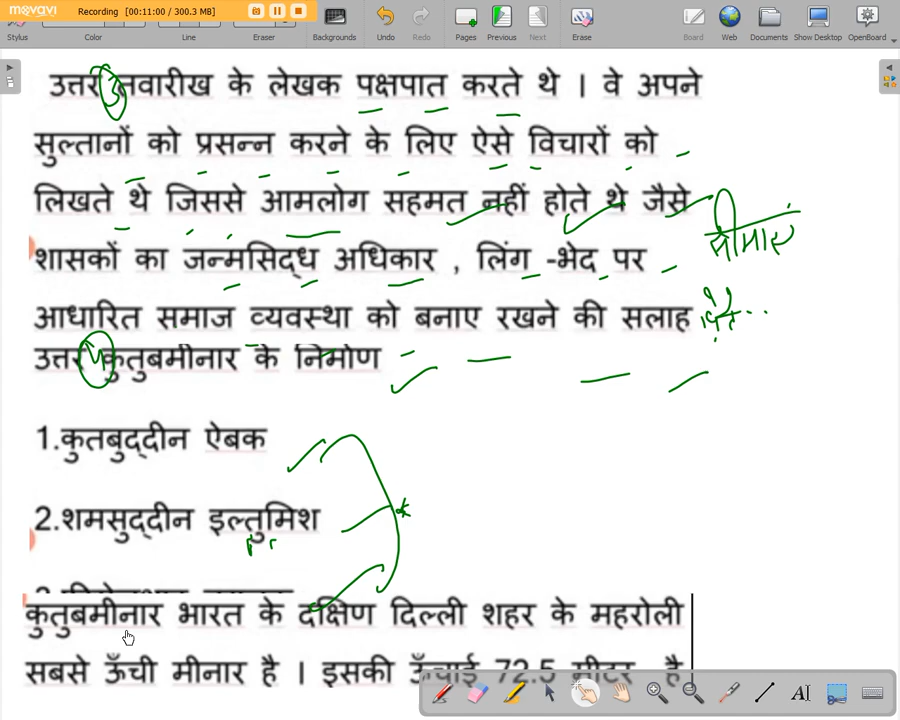 movavi Recording [00:11:00 / 300.3 MB]
Stylus Color Line Eraser Backgrounds Undo Redo Pages Previous Next Erase Board Web Documents Show Desktop OpenBoard
उत्तर 3 तवारीख के लेखक पक्षपात करते थे । वे अपने
सुल्तानों को प्रसन्न करने के लिए ऐसे विचारों को
लिखते थे जिससे आमलोग सहमत नहीं होते थे जैसे
शासकों का जन्मसिद्ध अधिकार , लिंग -भेद पर
आधारित समाज व्यवस्था को बनाए रखने की सलाह
उत्तर 4 कुतुबमीनार के निर्माण
1.कुतबुद्दीन ऐबक
2.शमसुद्दीन इल्तुमिश
कुतुबमीनार भारत के दक्षिण दिल्ली शहर के महरोली
सबसे ऊँची मीनार है । इसकी ऊँचाई 72.5 मीटर है